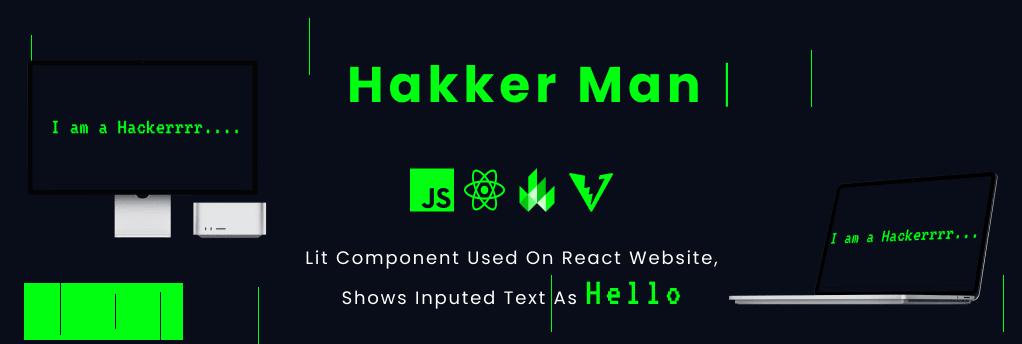 Hakker Man
I am a Hackerrrr....
JS
I am a Hackerrrr...
Lit Component Used On React Website,
Shows Inputed Text As Hello